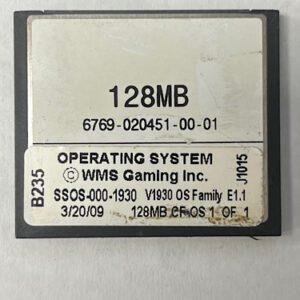 128MB
6769-020451-00-01
OPERATING SYSTEM
© WMS Gaming Inc.
SSOS-000-1930 V1930 OS Family E1.1
3/20/09 128MB CF-OS 1 OF 1
B235
J1015